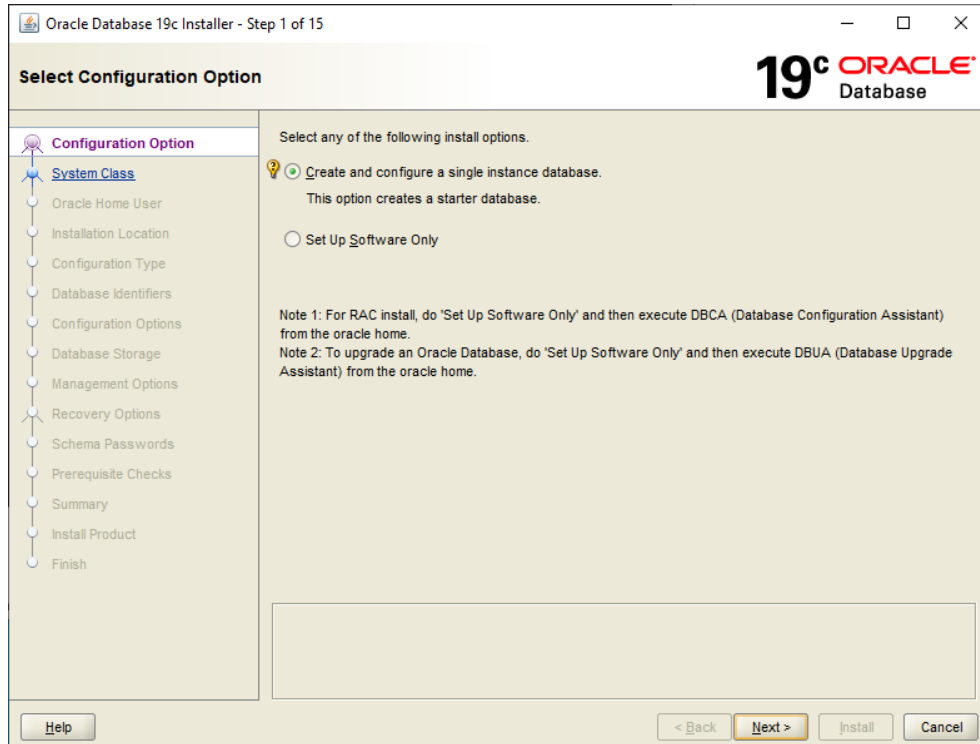 Oracle Database 19c Installer - Step 1 of 15
Select Configuration Option
19c ORACLE
Database
Configuration Option
System Class
Oracle Home User
Installation Location
Configuration Type
Database Identifiers
Configuration Options
Database Storage
Management Options
Recovery Options
Schema Passwords
Prerequisite Checks
Summary
Install Product
Finish
Select any of the following install options.
Create and configure a single instance database.
This option creates a starter database.
Set Up Software Only
Note 1: For RAC install, do 'Set Up Software Only' and then execute DBCA (Database Configuration Assistant)
from the oracle home.
Note 2: To upgrade an Oracle Database, do 'Set Up Software Only' and then execute DBUA (Database Upgrade
Assistant) from the oracle home.
Help
< Back
Next >
Install
Cancel